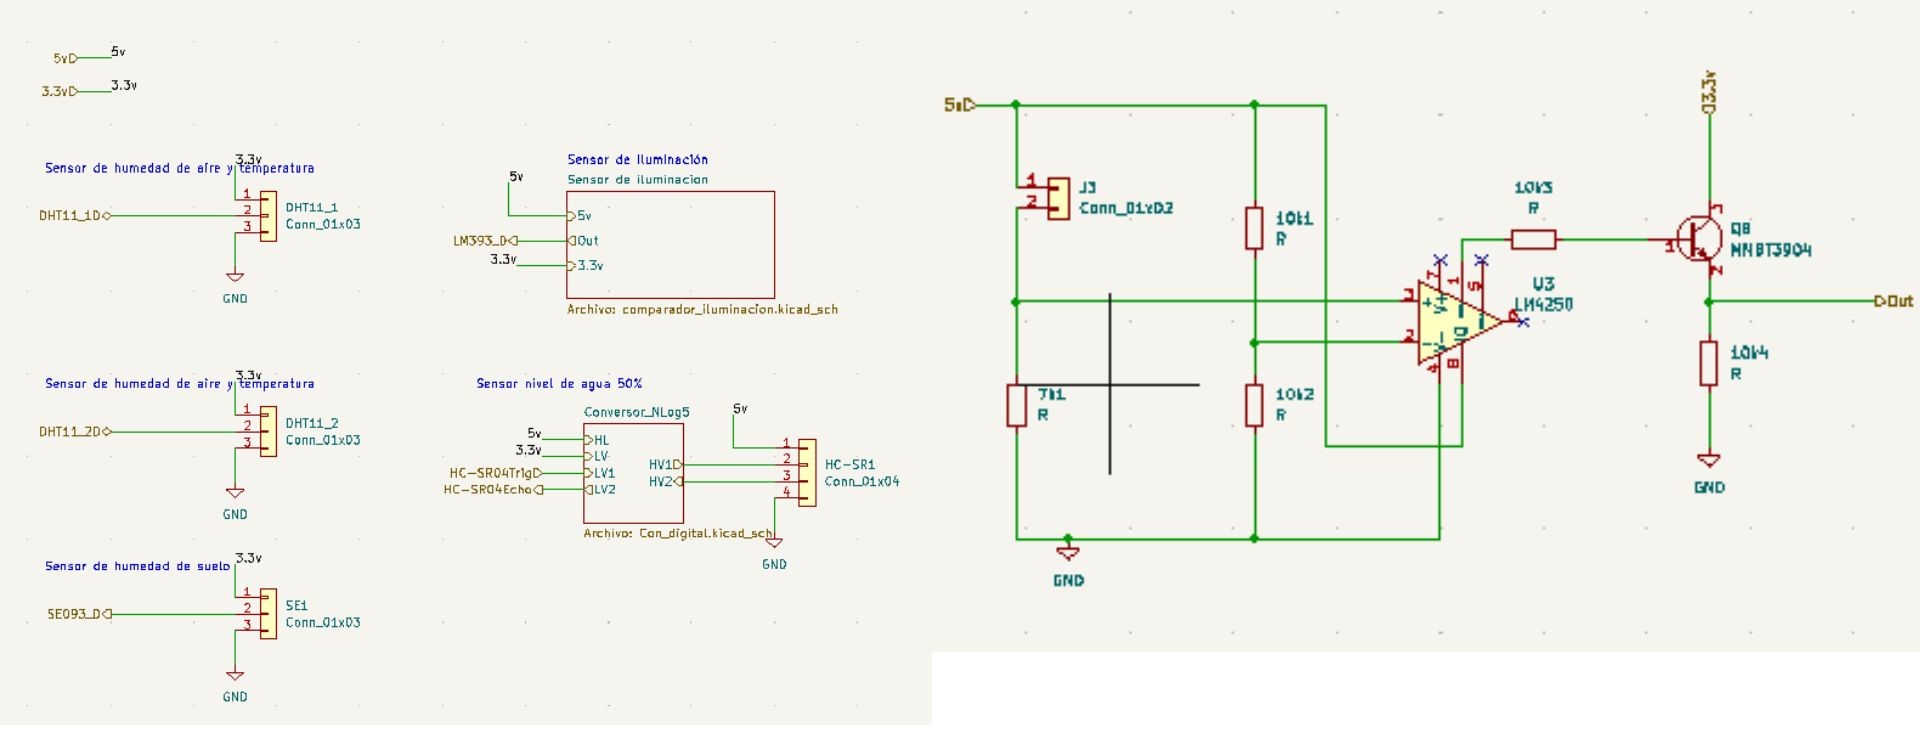 5v
5v
3.3v
3.3v
Sensor de humedad de aire y temperatura
3.3v
1
2
3
DHT11_1D
DHT11_1
Conn_01x03
GND
Sensor de humedad de aire y temperatura
3.3v
1
2
3
DHT11_2D
DHT11_2
Conn_01x03
GND
Sensor de humedad de suelo
3.3v
1
2
3
SE093_D
SE1
Conn_01x03
GND
Sensor de iluminación
Sensor de iluminacion
5v
5v
LM393_D
Out
3.3v
3.3v
Archivo: comparador_iluminacion.kicad_sch
Sensor nivel de agua 50%
Conversor_NLog5
5v
HL
3.3v
LV
HC-SR04Trig
LV1
HC-SR04Echo
LV2
HV1
HV2
5v
1
2
3
4
HC-SR1
Conn_01x04
Archivo: Con_digital.kicad_sch
GND
1
2
J3
Conn_01x02
10k1
R
7k1
R
10k2
R
GND
3
2
7
1
5
6
4
8
U3
LM4250
10k3
R
3.3v
3
1
2
Q8
MMBT3904
Out
10k4
R
GND